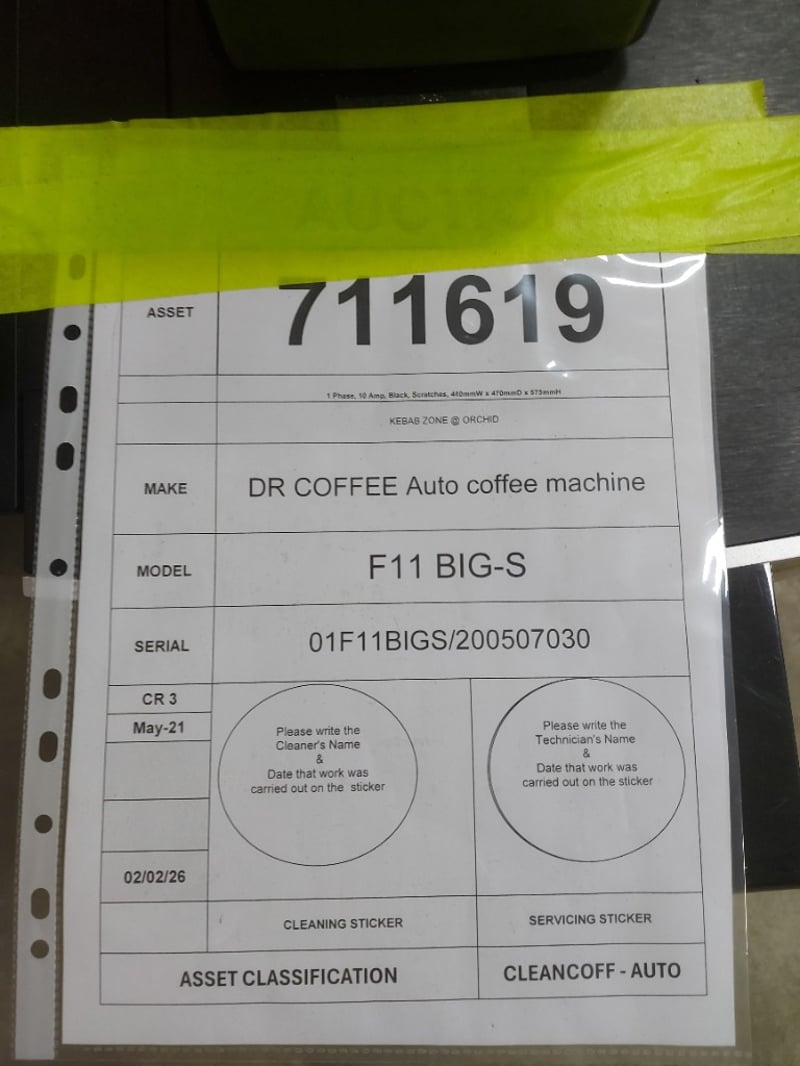 AUCTION
ASSET
711619
1 Phase, 10 Amp, Black, Scratches, 410mmW x 470mmD x 573mmH
KEBAB ZONE @ ORCHID
MAKE
DR COFFEE Auto coffee machine
MODEL
F11 BIG-S
SERIAL
01F11BIGS/200507030
CR 3
May-21
02/02/26
Please write the
Cleaner's Name
&
Date that work was
carried out on the sticker
Please write the
Technician's Name
&
Date that work was
carried out on the sticker
CLEANING STICKER
SERVICING STICKER
ASSET CLASSIFICATION
CLEANCOFF - AUTO